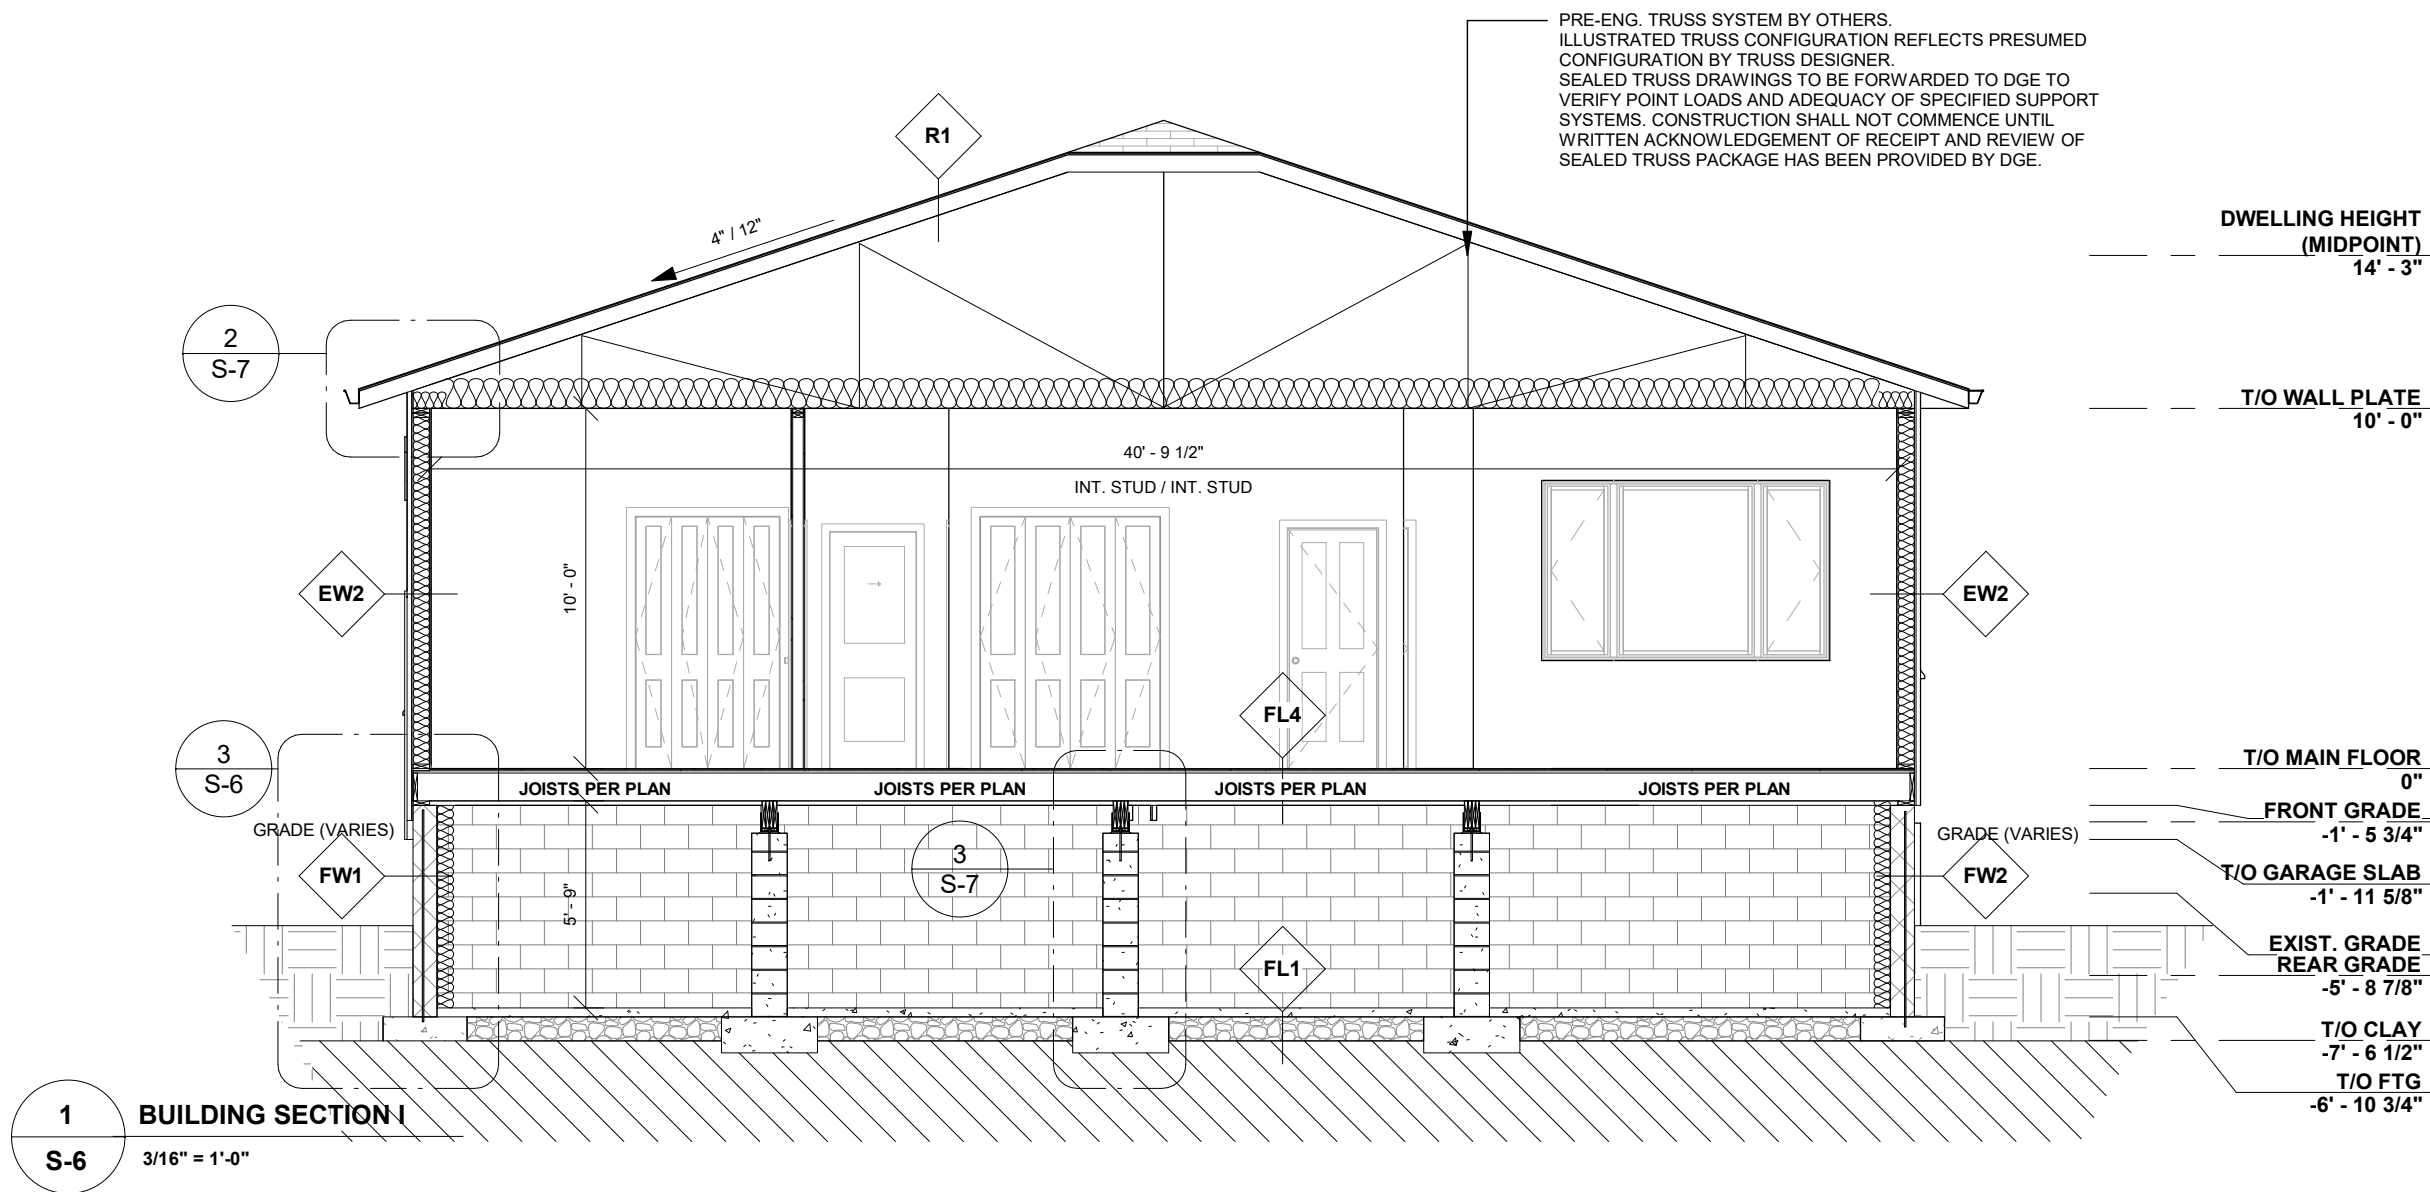 PRE-ENG. TRUSS SYSTEM BY OTHERS.
ILLUSTRATED TRUSS CONFIGURATION REFLECTS PRESUMED
CONFIGURATION BY TRUSS DESIGNER.
SEALED TRUSS DRAWINGS TO BE FORWARDED TO DGE TO
VERIFY POINT LOADS AND ADEQUACY OF SPECIFIED SUPPORT
SYSTEMS. CONSTRUCTION SHALL NOT COMMENCE UNTIL
WRITTEN ACKNOWLEDGEMENT OF RECEIPT AND REVIEW OF
SEALED TRUSS PACKAGE HAS BEEN PROVIDED BY DGE.
R1
4" / 12"
DWELLING HEIGHT
(MIDPOINT)
14' - 3"
2
S-7
T/O WALL PLATE
10' - 0"
40' - 9 1/2"
INT. STUD / INT. STUD
10' - 0"
EW2
EW2
FL4
3
S-6
T/O MAIN FLOOR
0"
JOISTS PER PLAN
JOISTS PER PLAN
JOISTS PER PLAN
JOISTS PER PLAN
FRONT GRADE
-1' - 5 3/4"
GRADE (VARIES)
GRADE (VARIES)
FW1
3
S-7
FW2
T/O GARAGE SLAB
-1' - 11 5/8"
5' - 9"
EXIST. GRADE
REAR GRADE
-5' - 8 7/8"
FL1
T/O CLAY
-7' - 6 1/2"
T/O FTG
-6' - 10 3/4"
1
S-6
BUILDING SECTION I
3/16" = 1'-0"